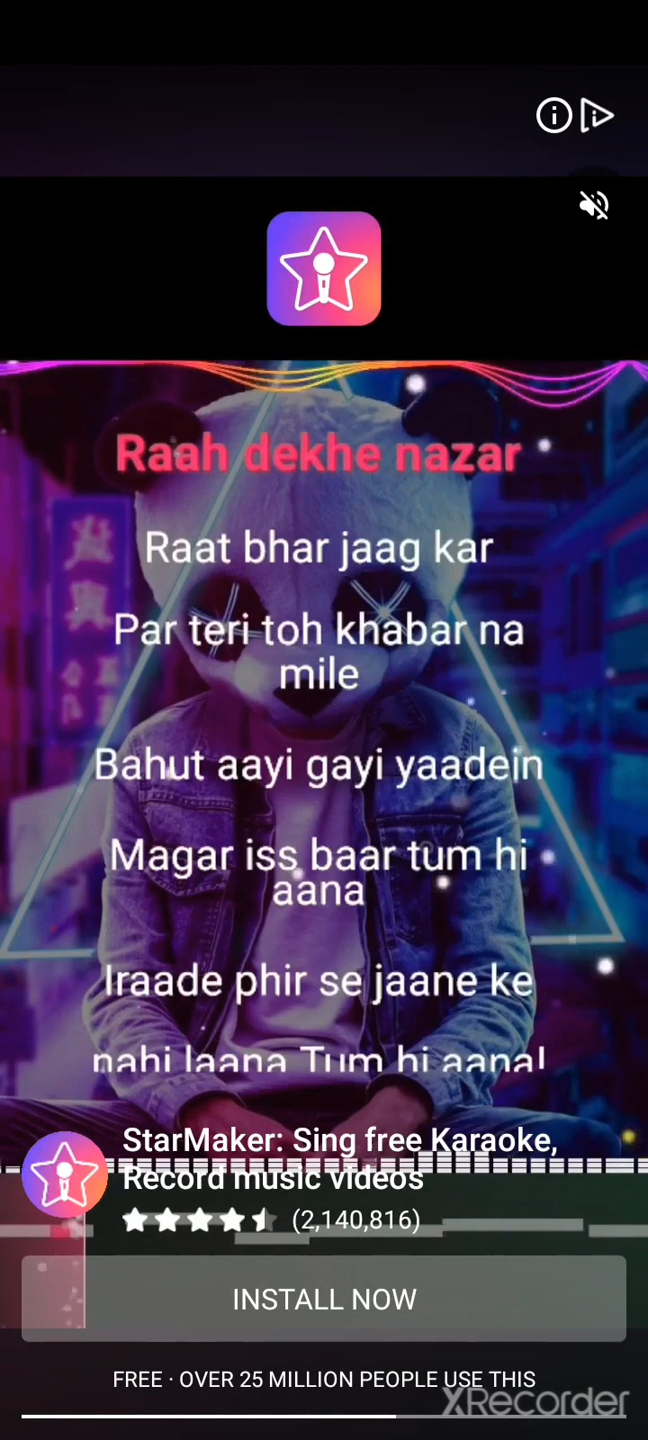 Raah dekhe nazar
Raat bhar jaag kar
Par teri toh khabar na
mile
Bahut aayi gayi yaadein
Magar iss baar tum hi
aana
Iraade phir se jaane ke
nahi laana Tum hi aana!
StarMaker: Sing free Karaoke,
Record music videos
(2,140,816)
INSTALL NOW
FREE · OVER 25 MILLION PEOPLE USE THIS
XRecorder